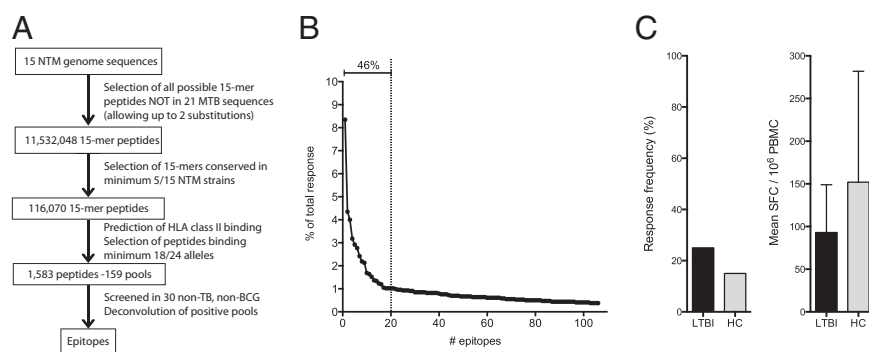 A
15 NTM genome sequences
Selection of all possible 15-mer
peptides NOT in 21 MTB sequences
(allowing up to 2 substitutions)
11,532,048 15-mer peptides
Selection of 15-mers conserved in
minimum 5/15 NTM strains
116,070 15-mer peptides
Prediction of HLA class II binding
Selection of peptides binding
minimum 18/24 alleles
1,583 peptides -159 pools
Screened in 30 non-TB, non-BCG
Deconvolution of positive pools
Epitopes
B
46%
% of total response
10
9
8
7
6
5
4
3
2
1
0
0 20 40 60 80 100
# epitopes
C
Response frequency (%)
100
80
60
40
20
0
LTBI HC
Mean SFC / 10⁶ PBMC
300
250
200
150
100
50
0
LTBI HC